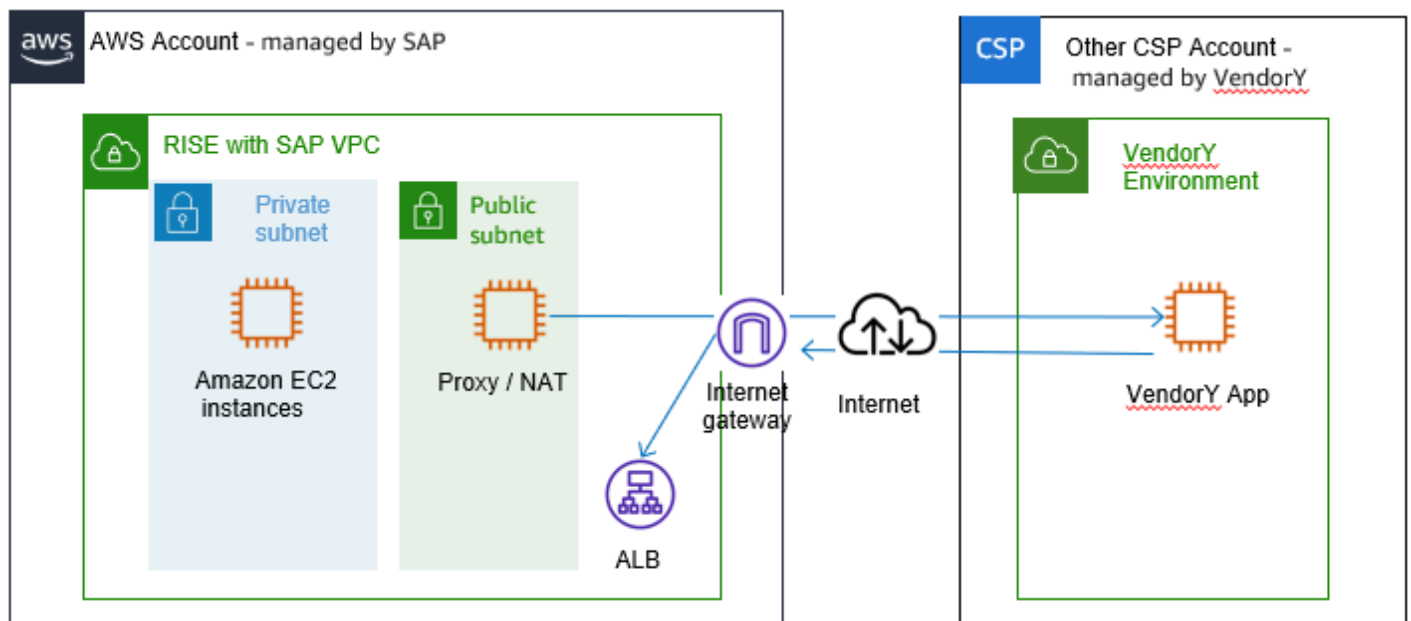 aws
AWS Account - managed by SAP
RISE with SAP VPC
Private
subnet
Public
subnet
Amazon EC2
instances
Proxy / NAT
ALB
Internet
gateway
Internet
CSP
Other CSP Account -
managed by VendorY
VendorY
Environment
VendorY App